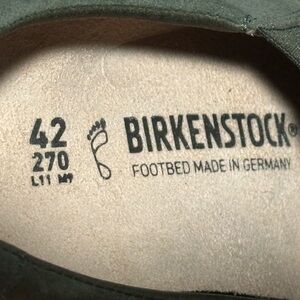 42
270
L11 M9
BIRKENSTOCK®
FOOTBED MADE IN GERMANY